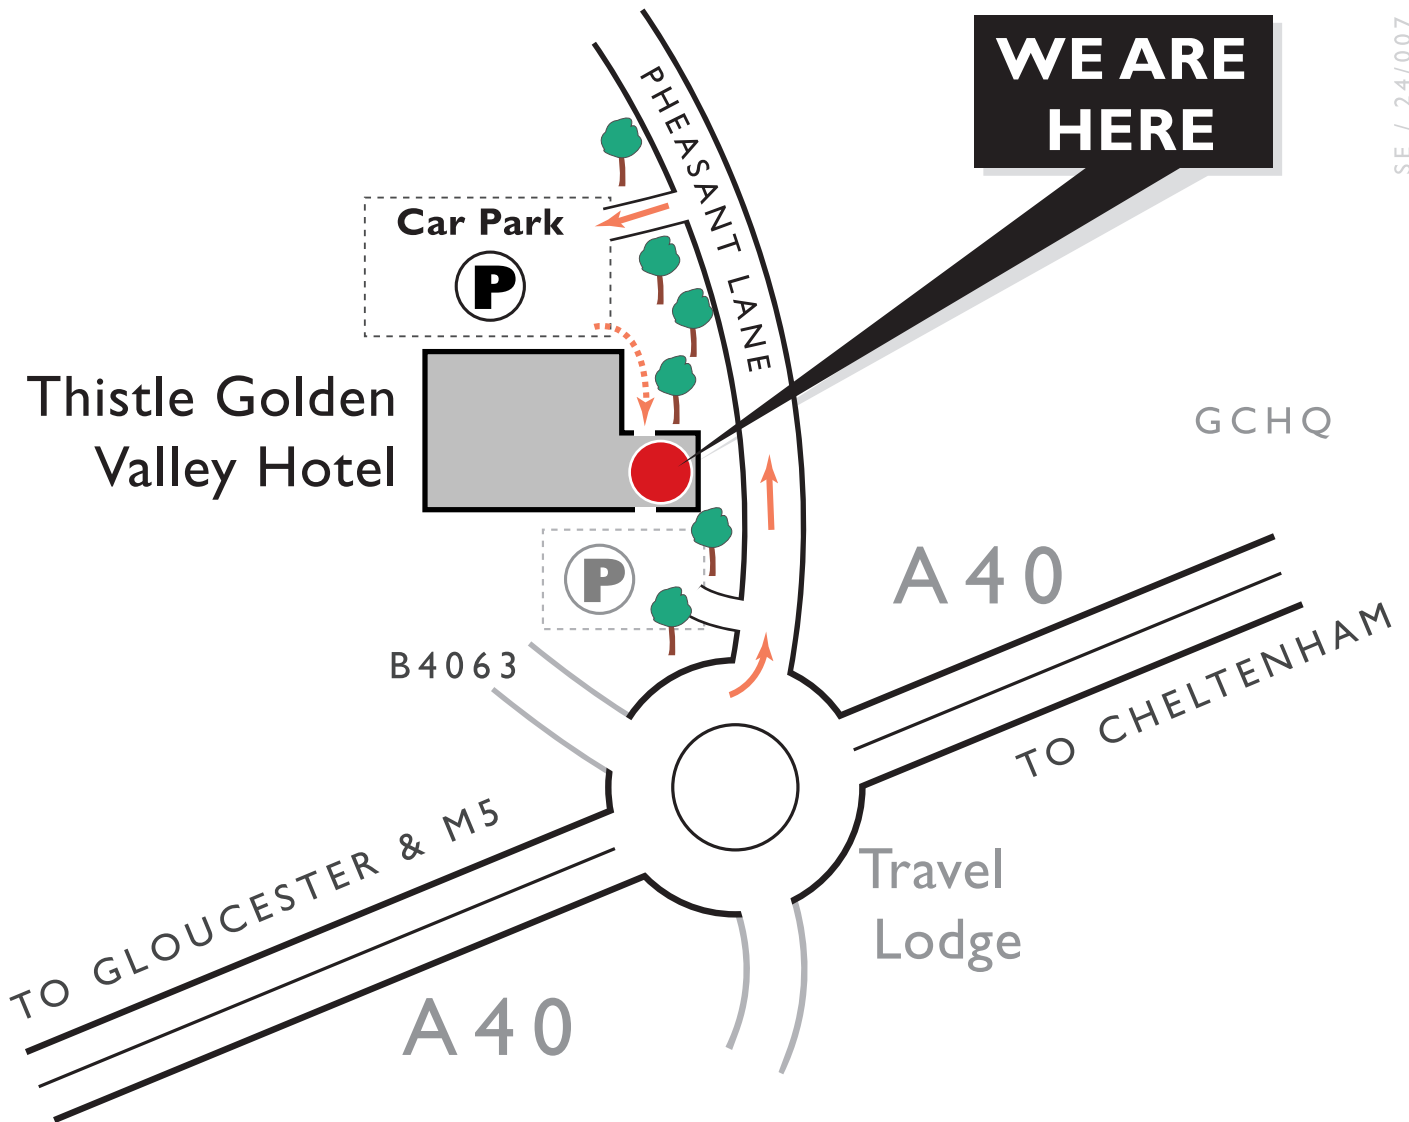 WE ARE
HERE
SE / 24/007
PHEASANT LANE
Car Park
P
Thistle Golden
Valley Hotel
GCHQ
P
A40
B4063
TO CHELTENHAM
TO GLOUCESTER & M5
Travel
Lodge
A40